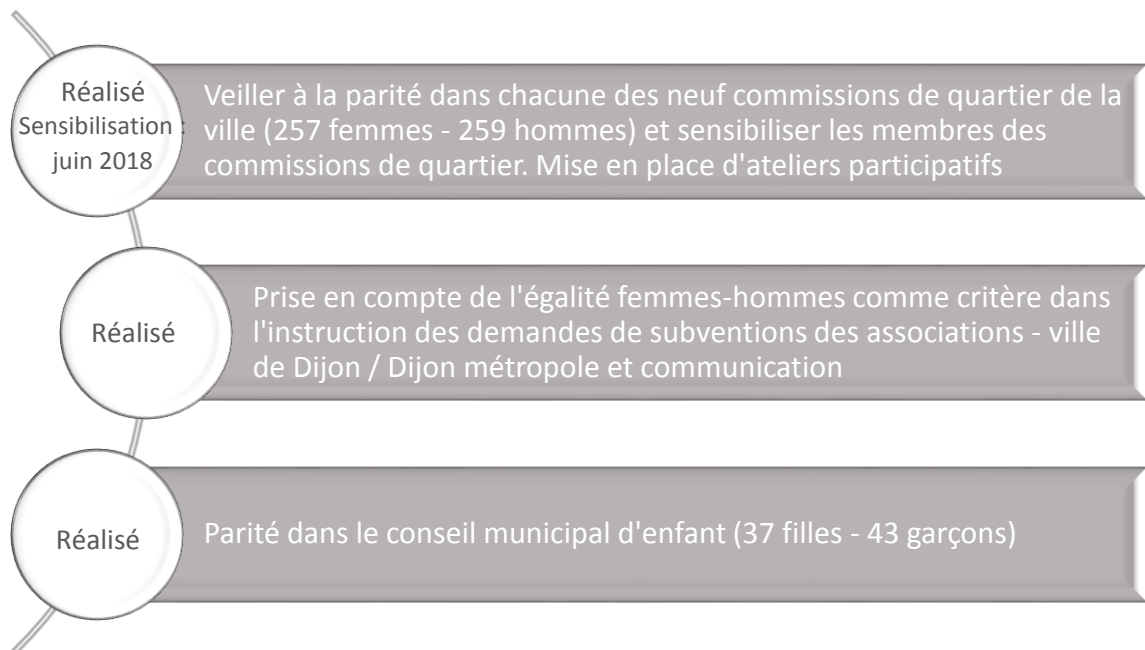 Réalisé
Sensibilisation :
juin 2018
Veiller à la parité dans chacune des neuf commissions de quartier de la
ville (257 femmes - 259 hommes) et sensibiliser les membres des
commissions de quartier. Mise en place d'ateliers participatifs
Réalisé
Prise en compte de l'égalité femmes-hommes comme critère dans
l'instruction des demandes de subventions des associations - ville
de Dijon / Dijon métropole et communication
Réalisé
Parité dans le conseil municipal d'enfant (37 filles - 43 garçons)